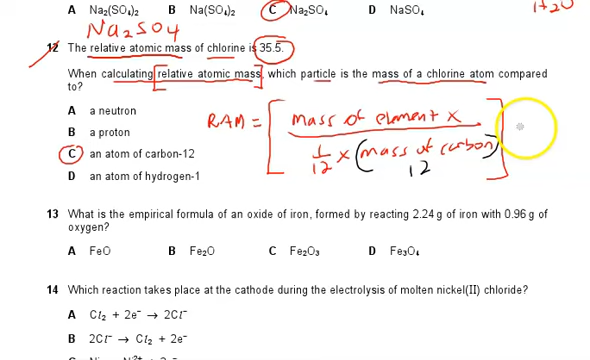 A Na₂(SO₄)₂ B Na(SO₄)₂ C Na₂SO₄ D NaSO₄
H2O
Na2SO4
12 The relative atomic mass of chlorine is 35.5.
When calculating relative atomic mass, which particle is the mass of a chlorine atom compared
to?
A a neutron
B a proton
C an atom of carbon-12
D an atom of hydrogen-1
RAM = [ mass of element x
1/12 x (mass of carbon) ]
12
13 What is the empirical formula of an oxide of iron, formed by reacting 2.24 g of iron with 0.96 g of
oxygen?
A FeO B Fe₂O C Fe₂O₃ D Fe₃O₄
14 Which reaction takes place at the cathode during the electrolysis of molten nickel(II) chloride?
A Cl₂ + 2e⁻ → 2Cl⁻
B 2Cl⁻ → Cl₂ + 2e⁻